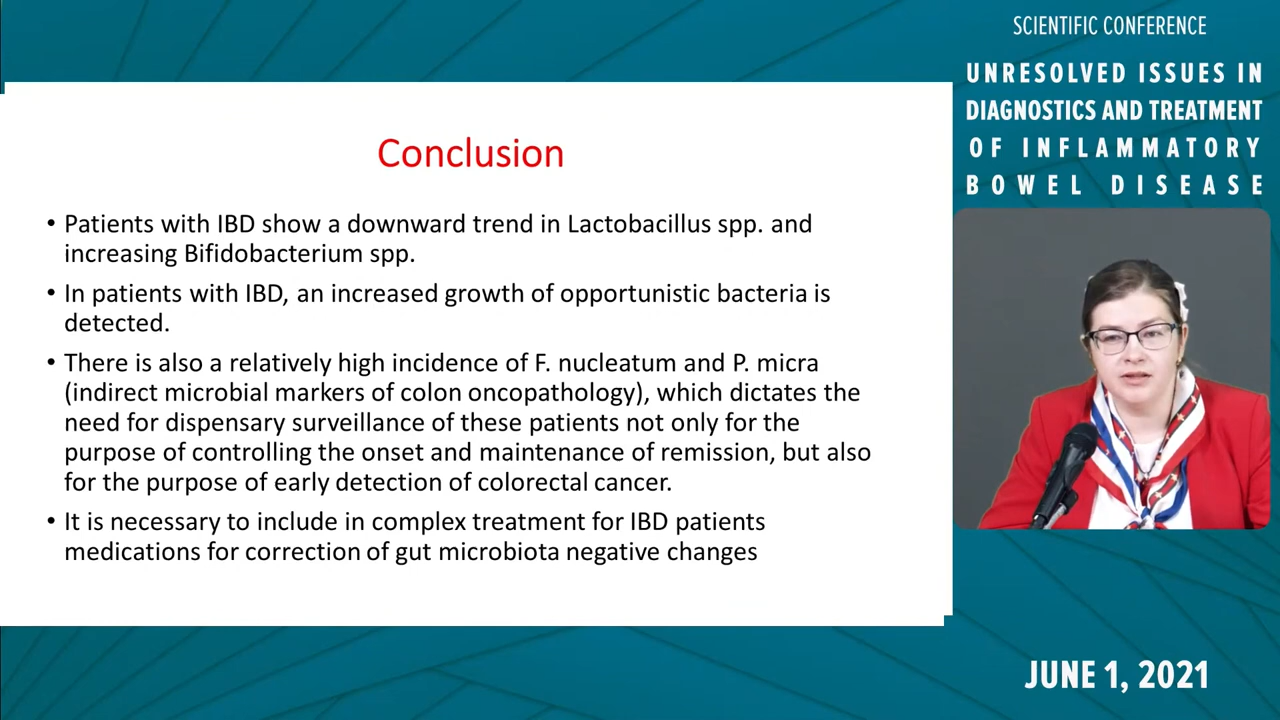 Conclusion
• Patients with IBD show a downward trend in Lactobacillus spp. and
increasing Bifidobacterium spp.
• In patients with IBD, an increased growth of opportunistic bacteria is
detected.
• There is also a relatively high incidence of F. nucleatum and P. micra
(indirect microbial markers of colon oncopathology), which dictates the
need for dispensary surveillance of these patients not only for the
purpose of controlling the onset and maintenance of remission, but also
for the purpose of early detection of colorectal cancer.
• It is necessary to include in complex treatment for IBD patients
medications for correction of gut microbiota negative changes
SCIENTIFIC CONFERENCE
UNRESOLVED ISSUES IN
DIAGNOSTICS AND TREATMENT
OF INFLAMMATORY
BOWEL DISEASE
JUNE 1, 2021